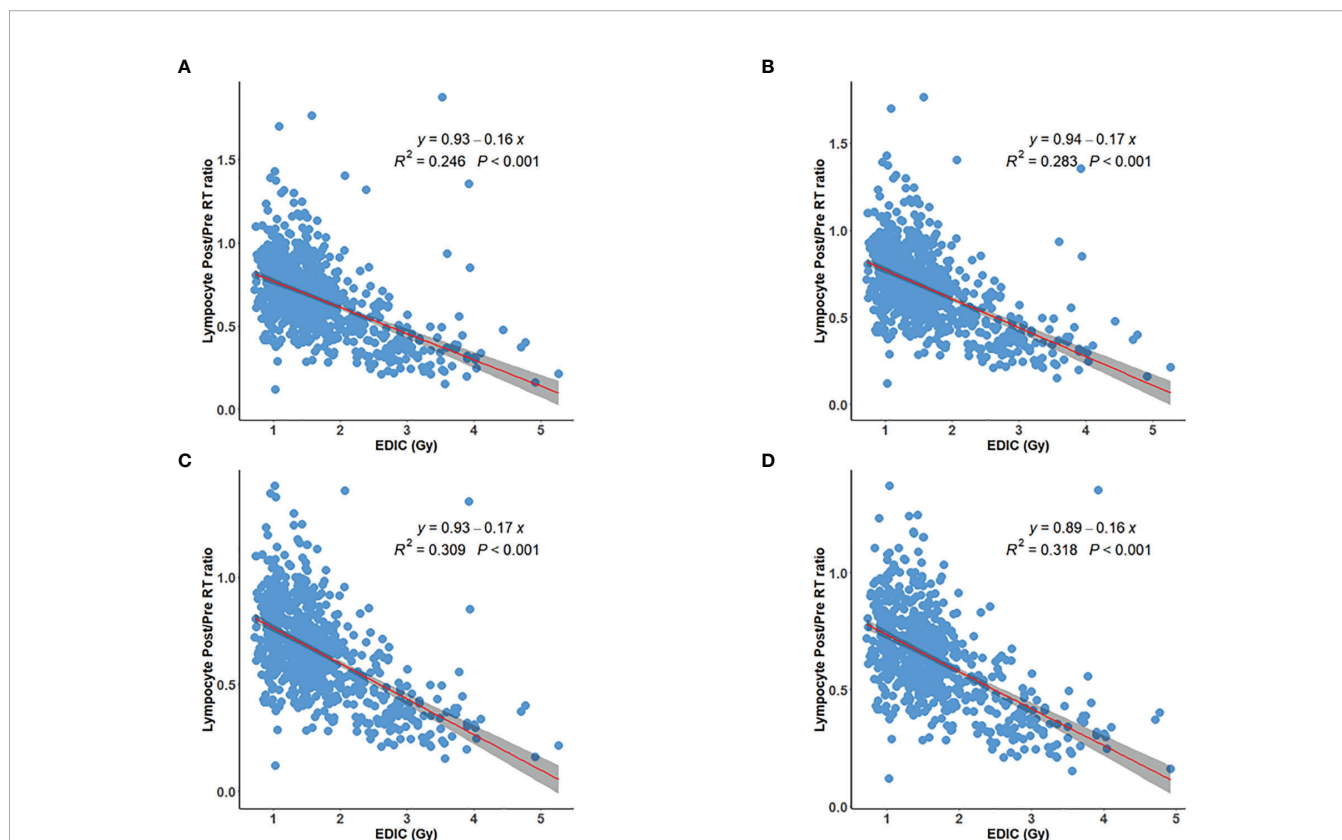 A
Lympocyte Post/Pre RT ratio
y = 0.93 – 0.16 x
R² = 0.246 P < 0.001
1.5
1.0
0.5
0.0
1 2 3 4 5
EDIC (Gy)
B
Lympocyte Post/Pre RT ratio
y = 0.94 – 0.17 x
R² = 0.283 P < 0.001
1.5
1.0
0.5
0.0
1 2 3 4 5
EDIC (Gy)
C
Lympocyte Post/Pre RT ratio
y = 0.93 – 0.17 x
R² = 0.309 P < 0.001
1.0
0.5
0.0
1 2 3 4 5
EDIC (Gy)
D
Lympocyte Post/Pre RT ratio
y = 0.89 – 0.16 x
R² = 0.318 P < 0.001
1.0
0.5
0.0
1 2 3 4 5
EDIC (Gy)